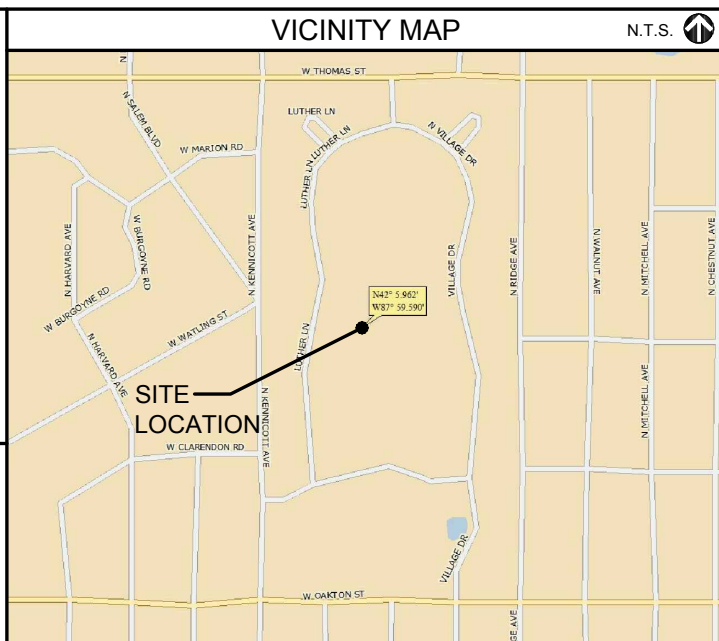 VICINITY MAP
N.T.S.
N
W THOMAS ST
N SALEM BLVD
LUTHER LN
LUTHER LN
LUTHER LN
N VILLAGE DR
W MARION RD
N HARVARD AVE
W BURGOYNE RD
N KENNICOTT AVE
VILLAGE DR
N RIDGE AVE
N WALNUT AVE
N MITCHELL AVE
N CHESTNUT AVE
N42° 5.962'
W87° 59.590'
W BURGOYNE RD
W WATLING ST
N HARVARD AVE
LUTHER LN
SITE
LOCATION
N KENNICOTT AVE
N MITCHELL AVE
W CLARENDON RD
VILLAGE DR
W OAKTON ST
GE AVE